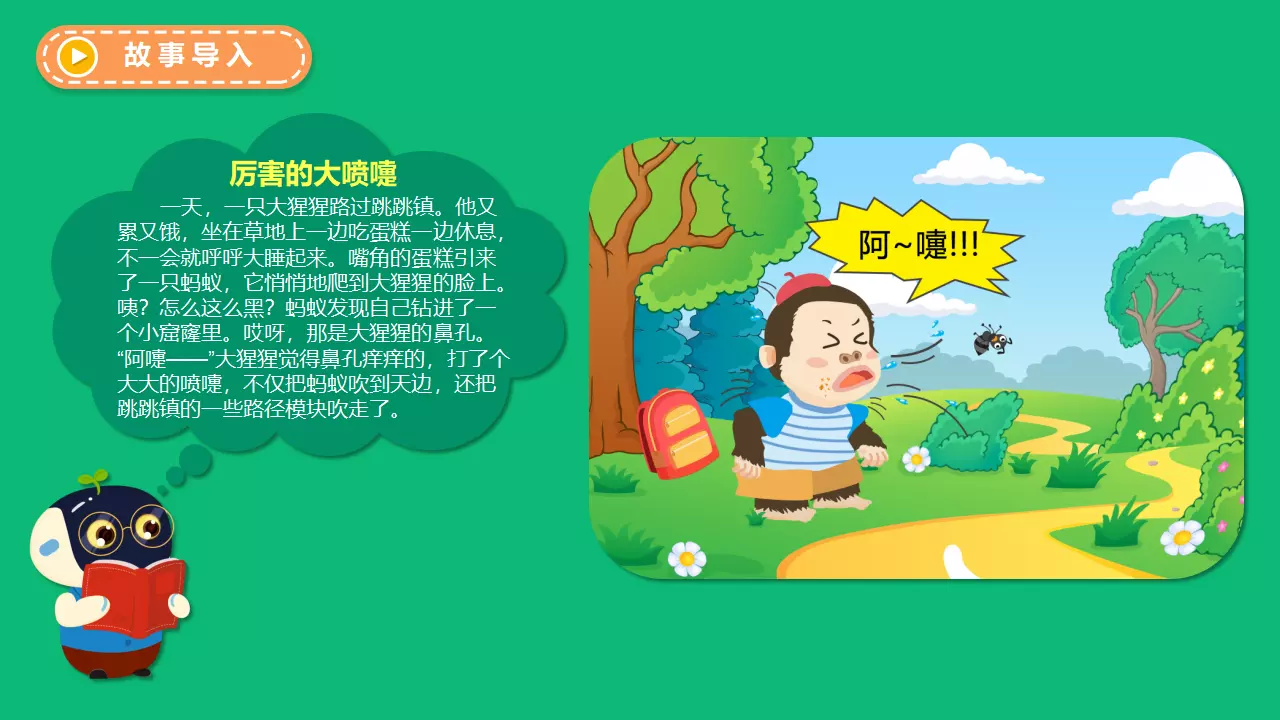 故事导入
厉害的大喷嚏
一天，一只大猩猩路过跳跳镇。他又
累又饿，坐在草地上一边吃蛋糕一边休息，
不一会就呼呼大睡起来。嘴角的蛋糕引来
了一只蚂蚁，它悄悄地爬到大猩猩的脸上。
咦？怎么这么黑？蚂蚁发现自己钻进了一
个小窟窿里。哎呀，那是大猩猩的鼻孔。
“阿嚏——”大猩猩觉得鼻孔痒痒的，打了个
大大的喷嚏，不仅把蚂蚁吹到天边，还把
跳跳镇的一些路径模块吹走了。
阿~嚏!!!